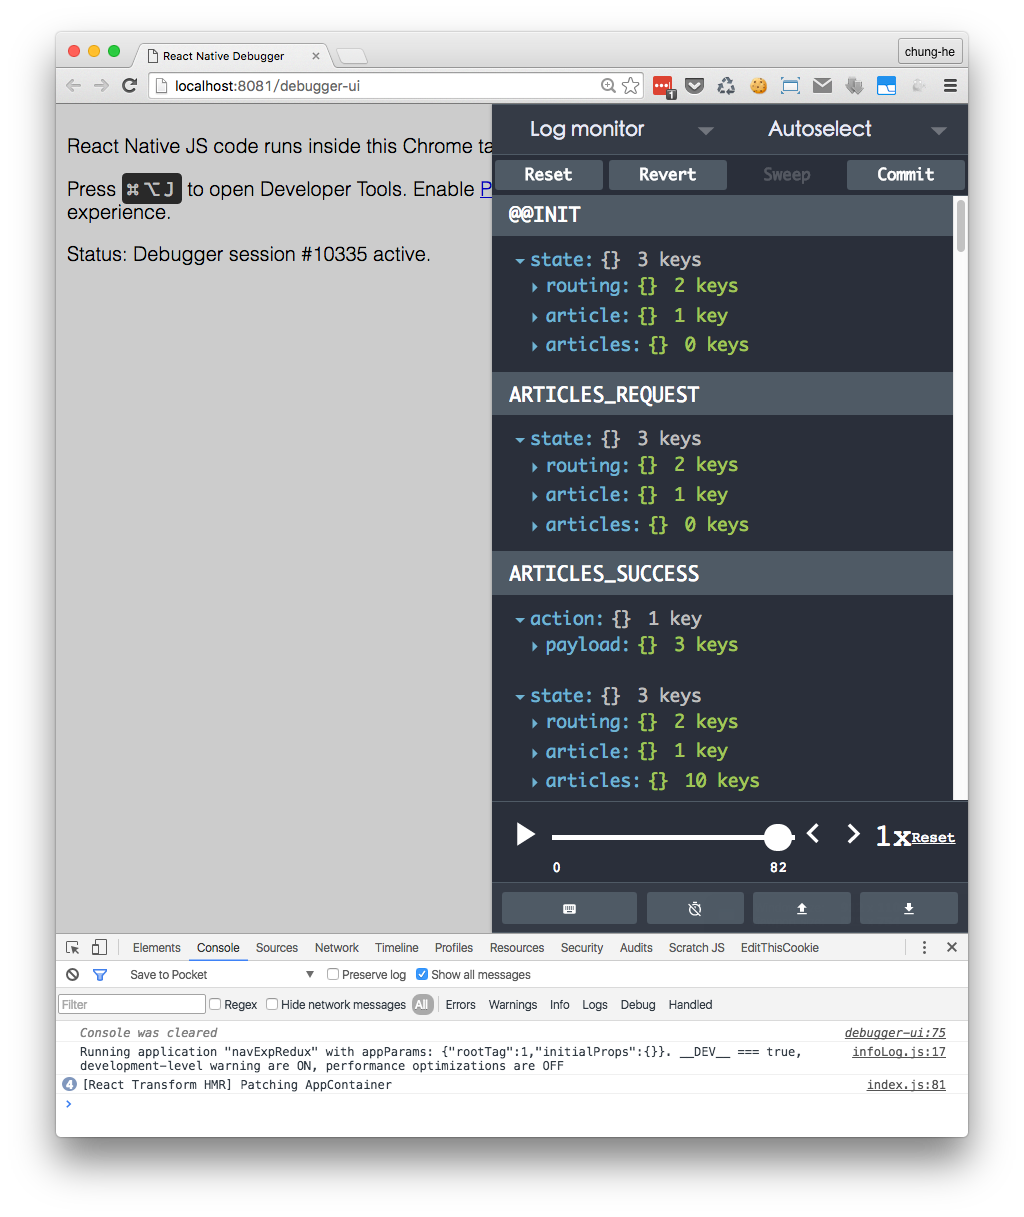 React Native Debugger
chung-he
localhost:8081/debugger-ui
1
React Native JS code runs inside this Chrome ta
Press ⌘⌥J to open Developer Tools. Enable P
experience.
Status: Debugger session #10335 active.
Log monitor
Autoselect
Reset
Revert
Sweep
Commit
@@INIT
state: {} 3 keys
routing: {} 2 keys
article: {} 1 key
articles: {} 0 keys
ARTICLES_REQUEST
state: {} 3 keys
routing: {} 2 keys
article: {} 1 key
articles: {} 0 keys
ARTICLES_SUCCESS
action: {} 1 key
payload: {} 3 keys
state: {} 3 keys
routing: {} 2 keys
article: {} 1 key
articles: {} 10 keys
1x Reset
0
82
Elements Console Sources Network Timeline Profiles Resources Security Audits Scratch JS EditThisCookie
Save to Pocket Preserve log Show all messages
Filter Regex Hide network messages All Errors Warnings Info Logs Debug Handled
Console was cleared debugger-ui:75
Running application "navExpRedux" with appParams: {"rootTag":1,"initialProps":{}}. __DEV__ === true, infoLog.js:17
development-level warning are ON, performance optimizations are OFF
4 [React Transform HMR] Patching AppContainer index.js:81